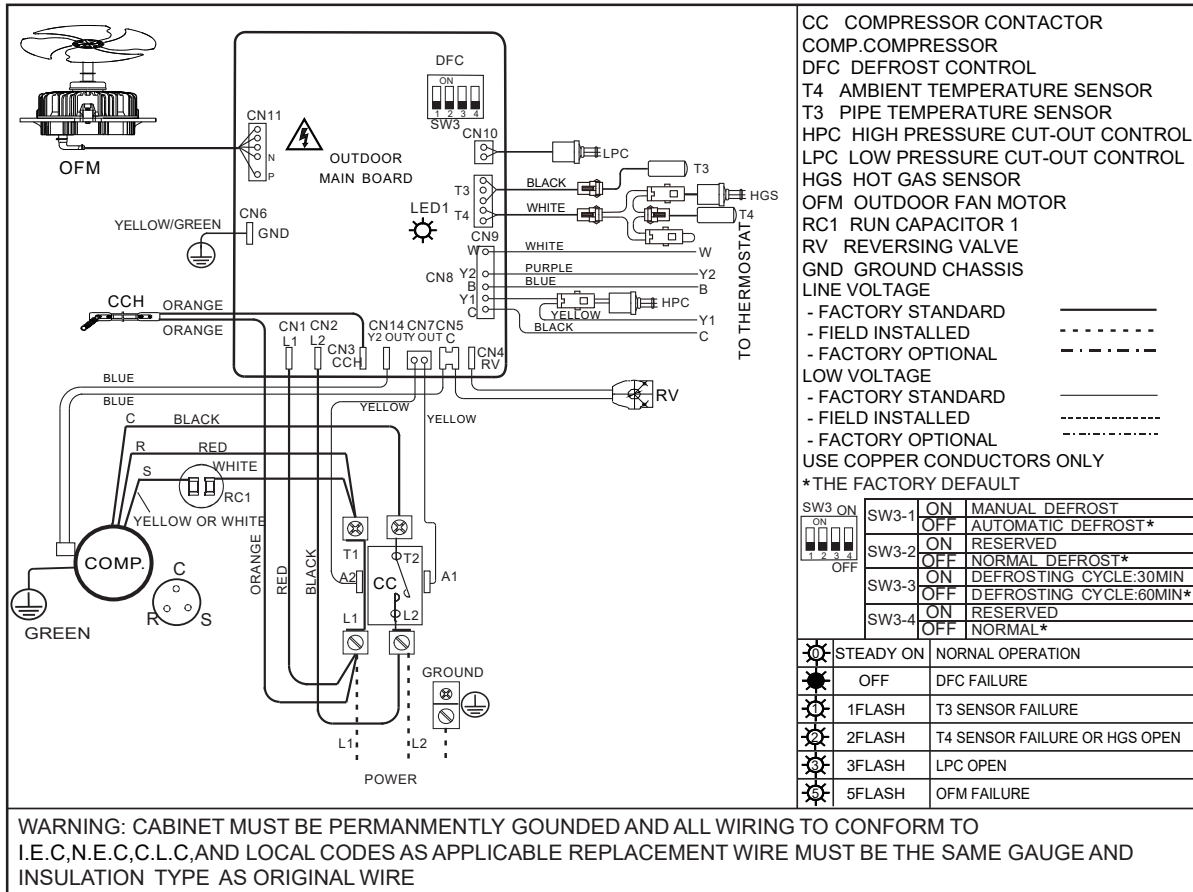 DFC
ON
1 2 3 4
SW3
CN11
N
P
CN10
LPC
OFM
OUTDOOR
MAIN BOARD
T3
BLACK
T3
HGS
LED1
T4
WHITE
T4
YELLOW/GREEN
CN6
GND
CN9
W
WHITE
W
CN8
Y2
PURPLE
Y2
B
BLUE
B
Y1
HPC
YELLOW
Y1
C
BLACK
C
TO THERMOSTAT
CCH
ORANGE
ORANGE
CN1
L1
CN2
L2
CN3
CCH
CN14
Y2 OUT
CN7
Y OUT
CN5
C
CN4
RV
BLUE
BLUE
YELLOW
YELLOW
RV
C
BLACK
R
RED
S
WHITE
RC1
YELLOW OR WHITE
COMP.
C
R
S
GREEN
ORANGE
RED
BLACK
T1
T2
A2
CC
A1
L1
L2
GROUND
L1
L2
POWER
CC COMPRESSOR CONTACTOR
COMP.COMPRESSOR
DFC DEFROST CONTROL
T4 AMBIENT TEMPERATURE SENSOR
T3 PIPE TEMPERATURE SENSOR
HPC HIGH PRESSURE CUT-OUT CONTROL
LPC LOW PRESSURE CUT-OUT CONTROL
HGS HOT GAS SENSOR
OFM OUTDOOR FAN MOTOR
RC1 RUN CAPACITOR 1
RV REVERSING VALVE
GND GROUND CHASSIS
LINE VOLTAGE
- FACTORY STANDARD
- FIELD INSTALLED
- FACTORY OPTIONAL
LOW VOLTAGE
- FACTORY STANDARD
- FIELD INSTALLED
- FACTORY OPTIONAL
USE COPPER CONDUCTORS ONLY
*THE FACTORY DEFAULT
SW3 ON
ON
1 2 3 4
OFF
SW3-1 ON MANUAL DEFROST
OFF AUTOMATIC DEFROST*
SW3-2 ON RESERVED
OFF NORMAL DEFROST*
SW3-3 ON DEFROSTING CYCLE:30MIN
OFF DEFROSTING CYCLE:60MIN*
SW3-4 ON RESERVED
OFF NORMAL*
0 STEADY ON NORNAL OPERATION
OFF DFC FAILURE
1 1FLASH T3 SENSOR FAILURE
2 2FLASH T4 SENSOR FAILURE OR HGS OPEN
3 3FLASH LPC OPEN
5 5FLASH OFM FAILURE
WARNING: CABINET MUST BE PERMANMENTLY GOUNDED AND ALL WIRING TO CONFORM TO
I.E.C,N.E.C,C.L.C,AND LOCAL CODES AS APPLICABLE REPLACEMENT WIRE MUST BE THE SAME GAUGE AND
INSULATION TYPE AS ORIGINAL WIRE